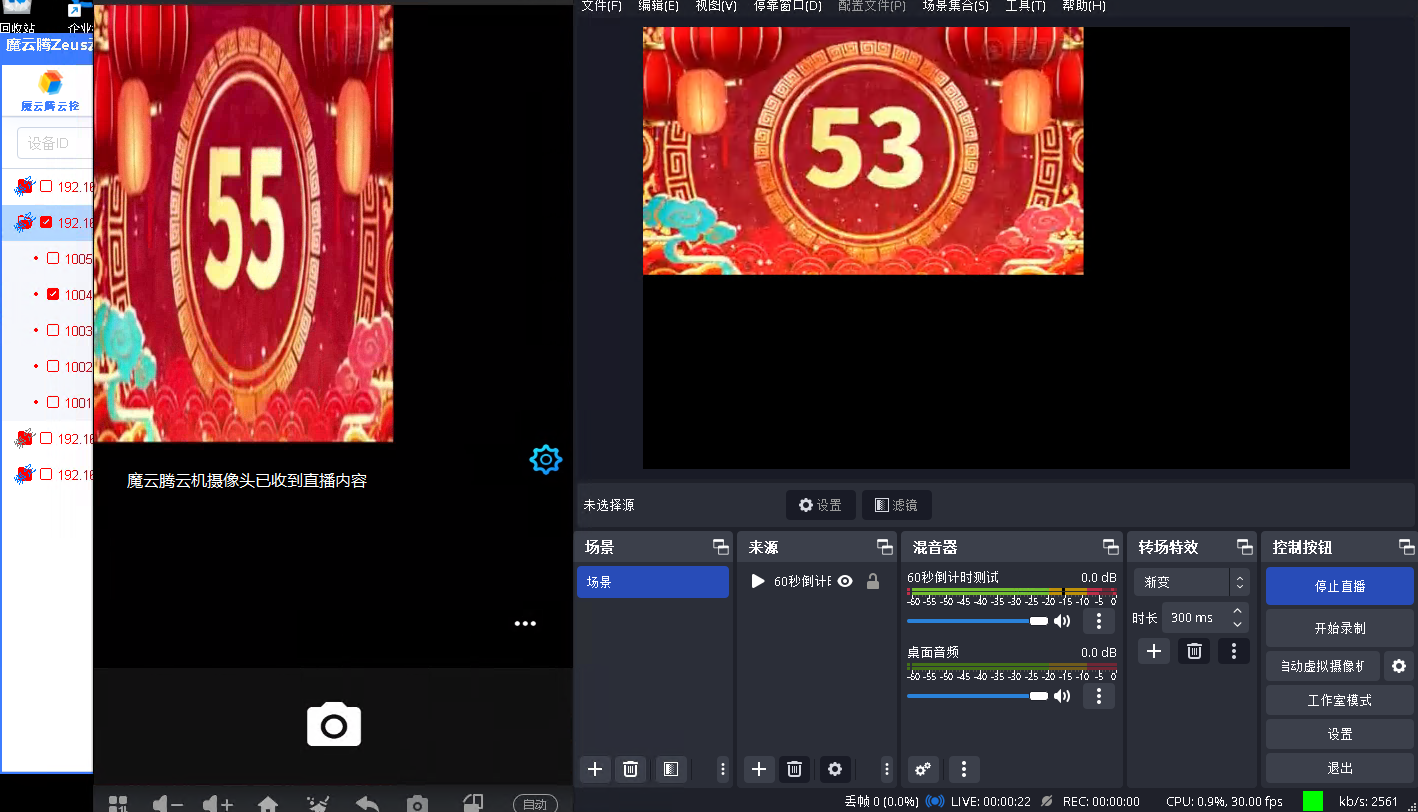 回收站
企业
魔云腾Zeus
魔云腾云控
设备ID
192.16
192.16
1005
1004
1003
1002
1001
192.16
192.16
55
魔云腾云机摄像头已收到直播内容
自动
文件(F) 编辑(E) 视图(V) 停靠窗口(D) 配置文件(P) 场景集合(S) 工具(T) 帮助(H)
53
未选择源
设置
滤镜
场景
场景
来源
60秒倒计
混音器
60秒倒计时测试 0.0 dB
-60 -55 -50 -45 -40 -35 -30 -25 -20 -15 -10 -5 0
桌面音频 0.0 dB
-60 -55 -50 -45 -40 -35 -30 -25 -20 -15 -10 -5 0
转场特效
渐变
时长 300 ms
控制按钮
停止直播
开始录制
自动虚拟摄像机
工作室模式
设置
退出
丢帧 0 (0.0%) LIVE: 00:00:22 REC: 00:00:00 CPU: 0.9%, 30.00 fps kb/s: 2561